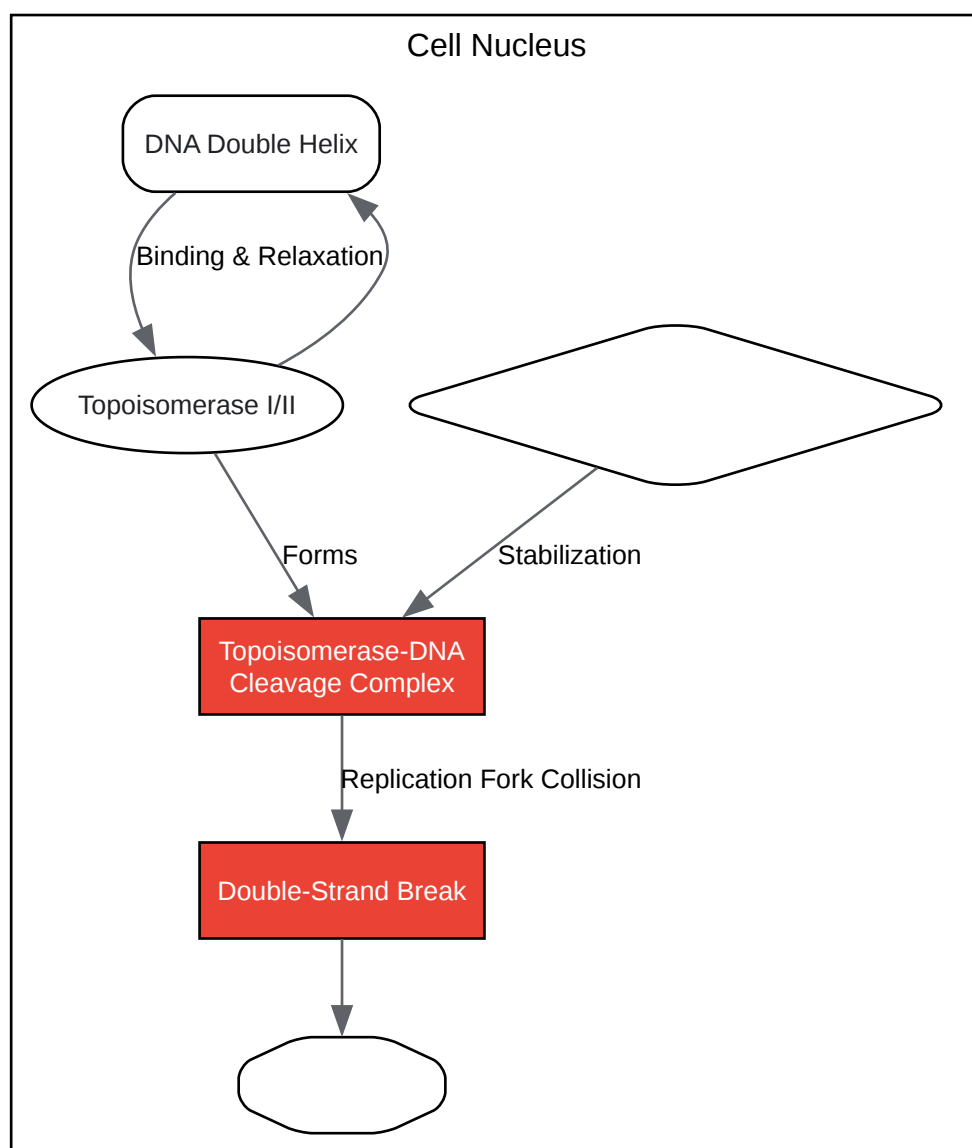 Cell Nucleus
DNA Double Helix
Binding & Relaxation
Topoisomerase I/II
Forms
Stabilization
Topoisomerase-DNA
Cleavage Complex
Replication Fork Collision
Double-Strand Break